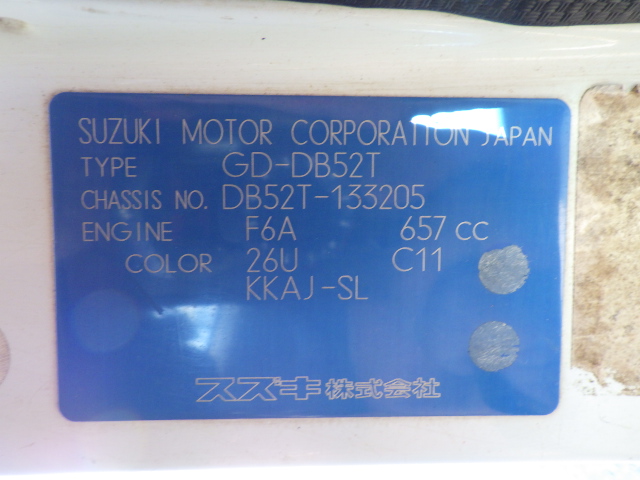 SUZUKI MOTOR CORPORATION JAPAN
TYPE GD-DB52T
CHASSIS NO. DB52T-133205
ENGINE F6A 657 CC
COLOR 26U C11
KKAJ-SL
スズキ株式会社